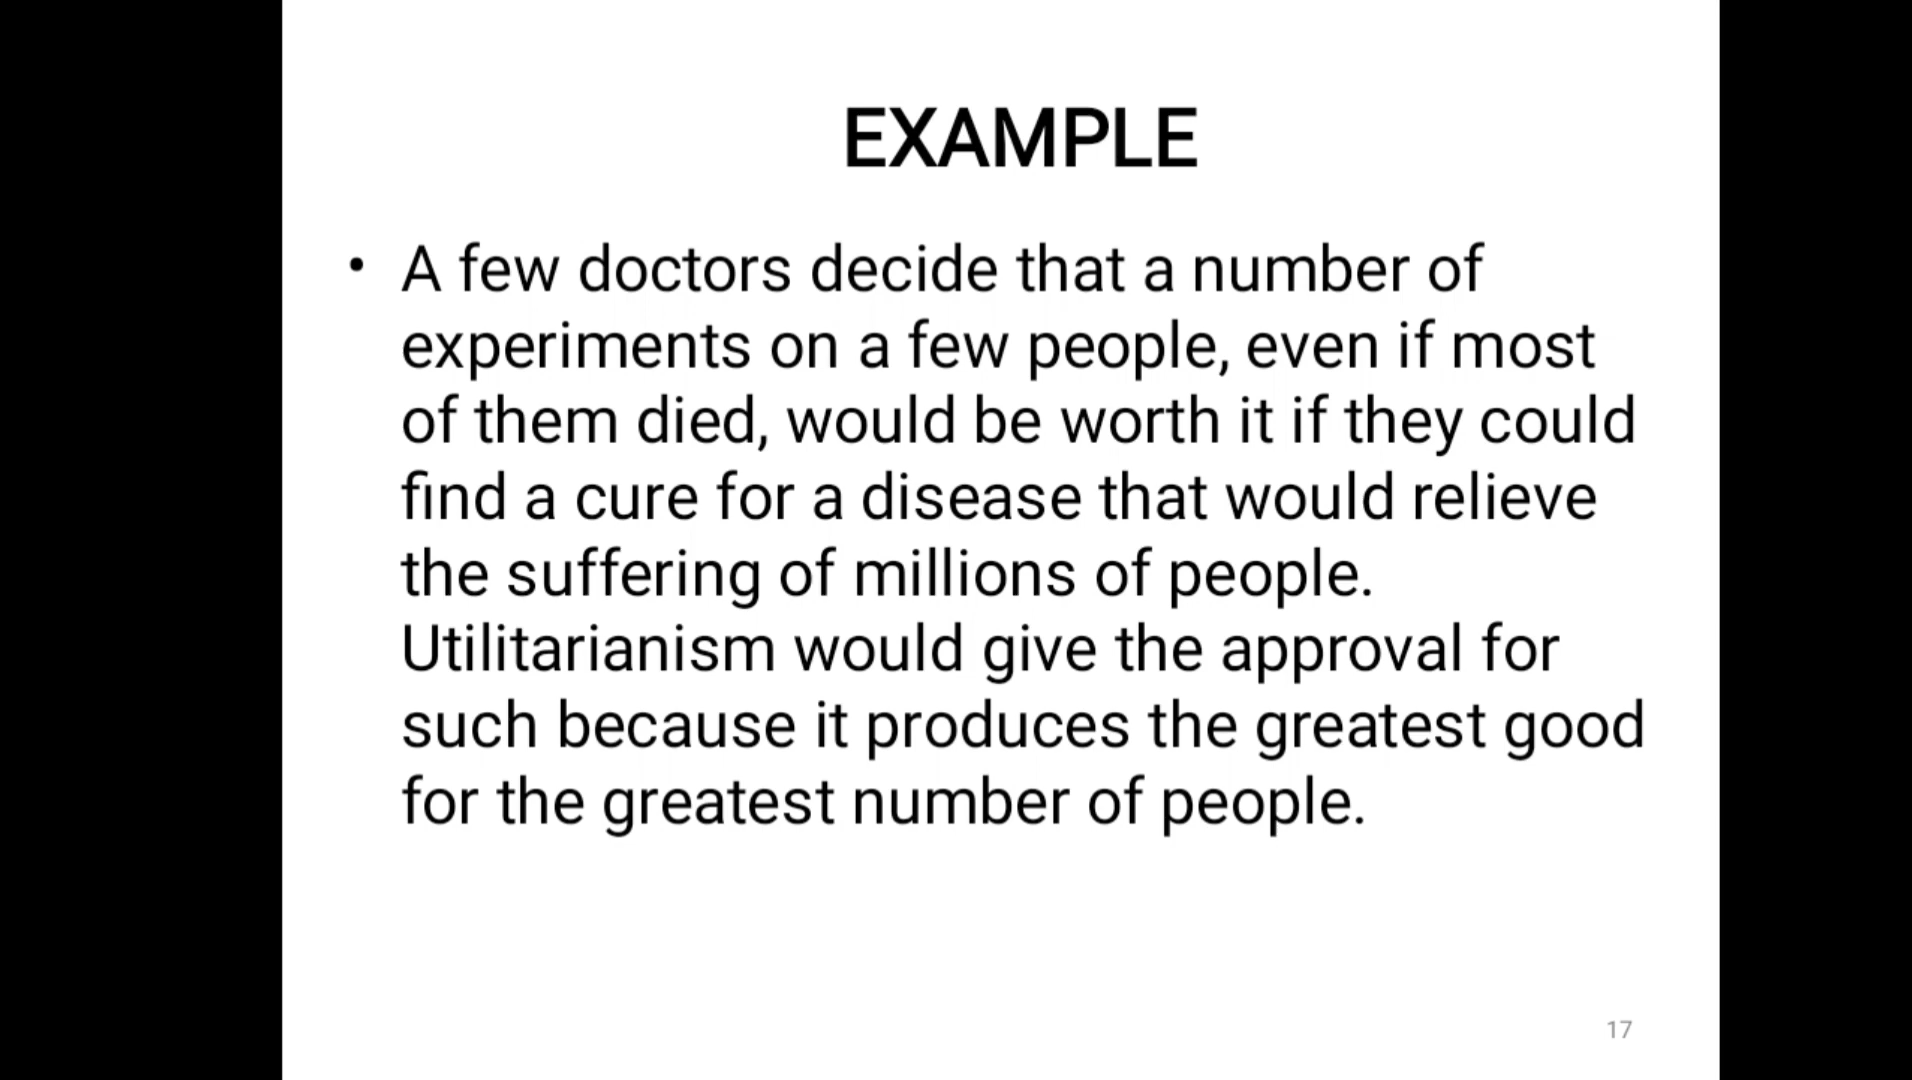 EXAMPLE
• A few doctors decide that a number of
experiments on a few people, even if most
of them died, would be worth it if they could
find a cure for a disease that would relieve
the suffering of millions of people.
Utilitarianism would give the approval for
such because it produces the greatest good
for the greatest number of people.
17